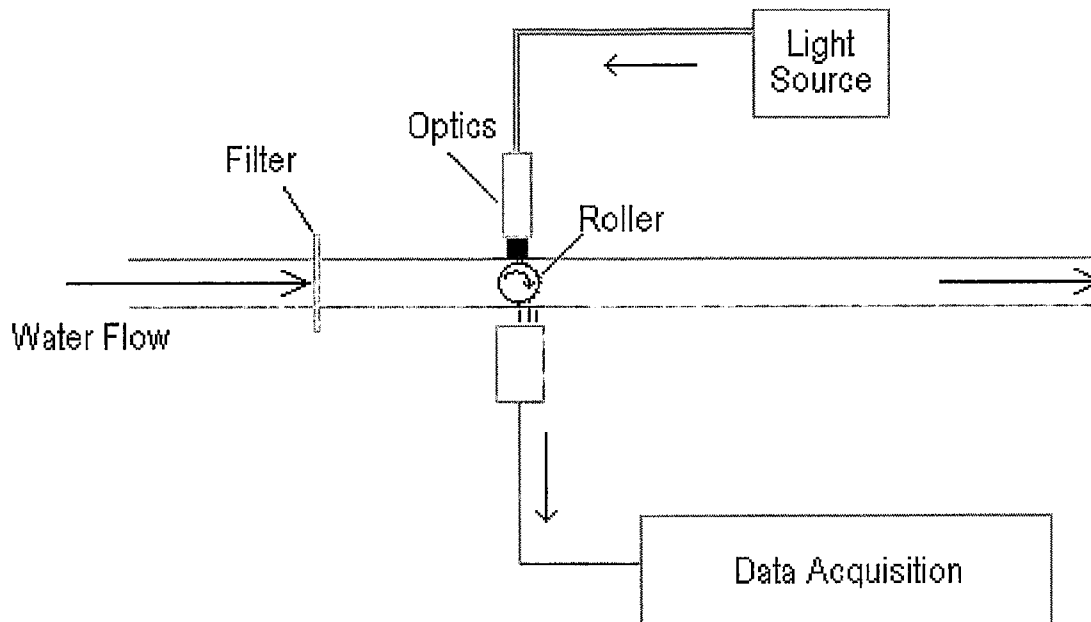 Light
Source
Optics
Filter
Roller
Water Flow
Data Acquisition